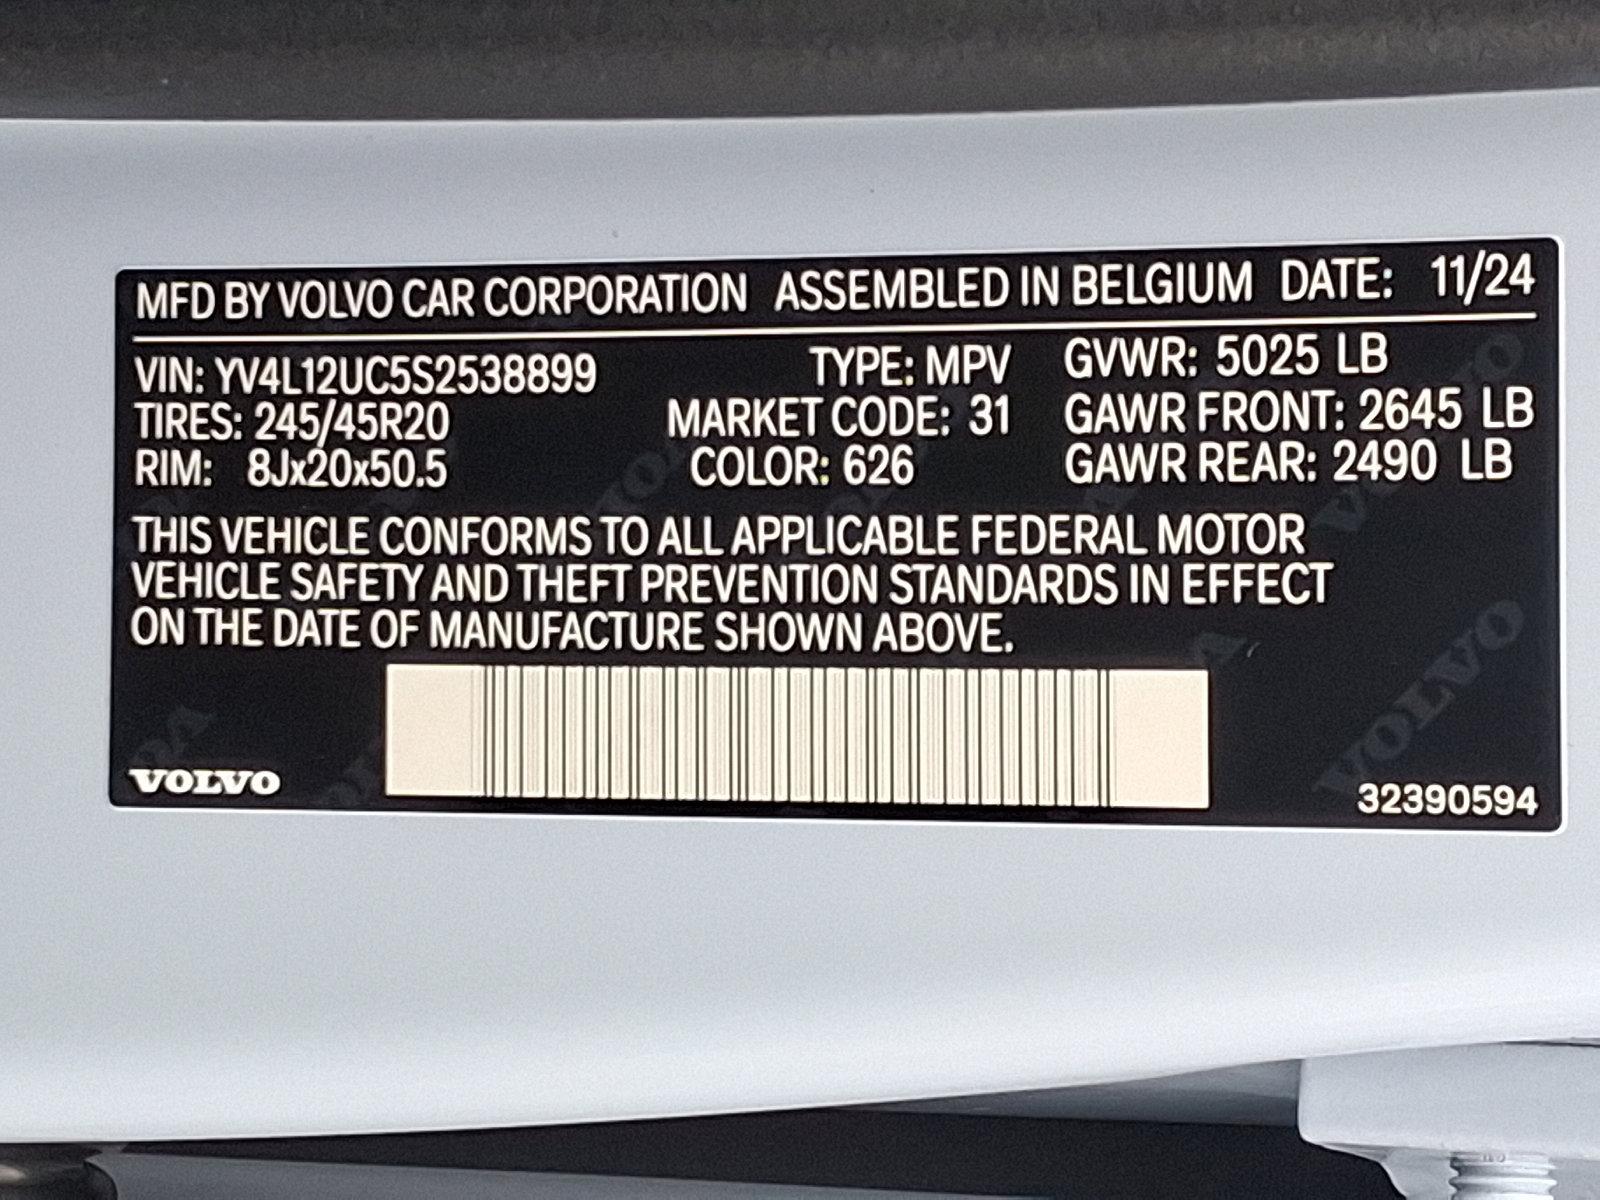 MFD BY VOLVO CAR CORPORATION ASSEMBLED IN BELGIUM DATE: 11/24
VIN: YV4L12UC5S2538899 TYPE: MPV GVWR: 5025 LB
TIRES: 245/45R20 MARKET CODE: 31 GAWR FRONT: 2645 LB
RIM: 8Jx20x50.5 COLOR: 626 GAWR REAR: 2490 LB
THIS VEHICLE CONFORMS TO ALL APPLICABLE FEDERAL MOTOR
VEHICLE SAFETY AND THEFT PREVENTION STANDARDS IN EFFECT
ON THE DATE OF MANUFACTURE SHOWN ABOVE.
VOLVO
32390594